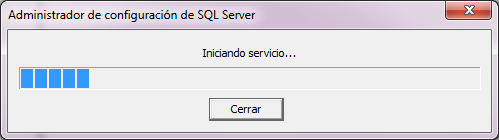 Administrador de configuración de SQL Server
Iniciando servicio...
Cerrar